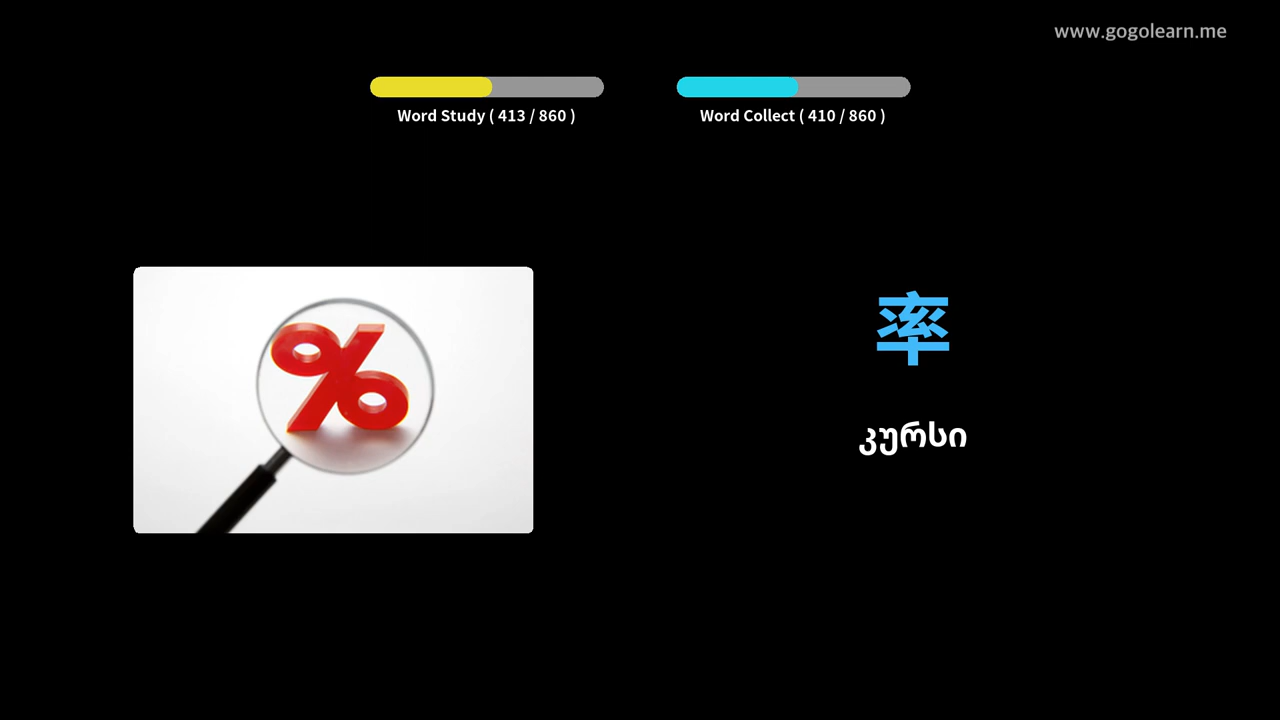 www.gogolearn.me
Word Study ( 413 / 860 )
Word Collect ( 410 / 860 )
%
率
კურსი